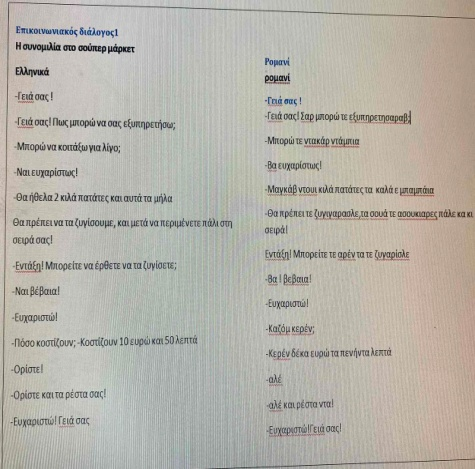 Επικοινωνιακός διάλογος1
Η συνομιλία στο σούπερ μάρκετ
Ελληνικά
-Γειά σας !
-Γειά σας! Πως μπορώ να σας εξυπηρετήσω;
-Μπορώ να κοιτάξω για λίγο;
-Ναι ευχαρίστως!
-Θα ήθελα 2 κιλά πατάτες και αυτά τα μήλα
Θα πρέπει να τα ζυγίσουμε, και μετά να περιμένετε πάλι στη
σειρά σας!
-Εντάξη! Μπορείτε να έρθετε να τα ζυγίσετε;
-Ναι βέβαια!
-Ευχαριστώ!
-Πόσο κοστίζουν; -Κοστίζουν 10 ευρώ και 50 λεπτά
-Ορίστε!
-Ορίστε και τα ρέστα σας!
-Ευχαριστώ! Γειά σας
Ρομανί
ρομανί
-Γειά σας !
-Γειά σας! Σαρ μπορώ τε εξυπηρετησαραβ;
-Μπορώ τε ντακάρ ντάμπια
-Βα ευχαρίστως!
-Μαγκάβ ντουι κιλά πατάτες τα καλά ε μπαμπάια
-Θα πρέπει τε ζυγιγαρασλε,τα σουά τε ασουκιαρες πάλε κα κι
σειρά!
Εντάξη! Μπορείτε τε αρέν τα τε ζυγαρίσλε
-Βα ! βεβαια!
-Ευχαριστώ!
-Καζόμ κερέν;
-Κερέν δέκα ευρώ τα πενήντα λεπτά
-αλέ
-αλέ και ρέστα ντα!
-Ευχαριστώ!Γειά σας!